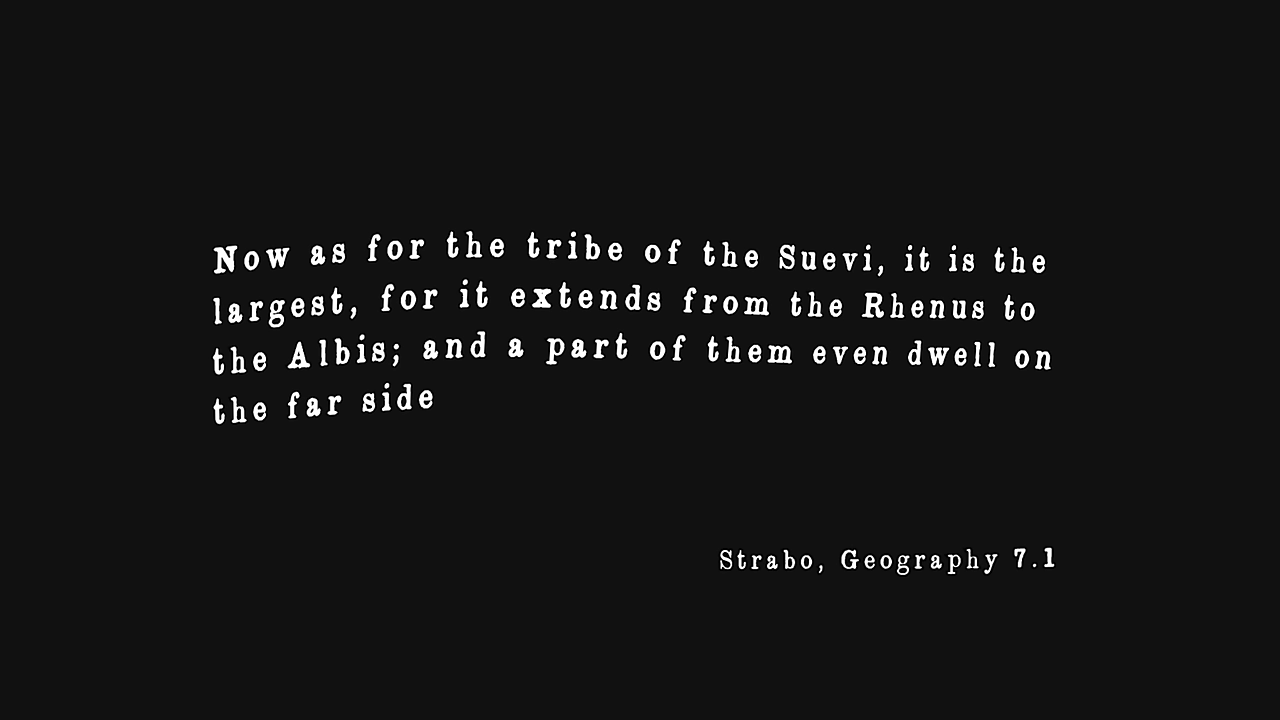 Now as for the tribe of the Suevi, it is the
largest, for it extends from the Rhenus to
the Albis; and a part of them even dwell on
the far side
Strabo, Geography 7.1